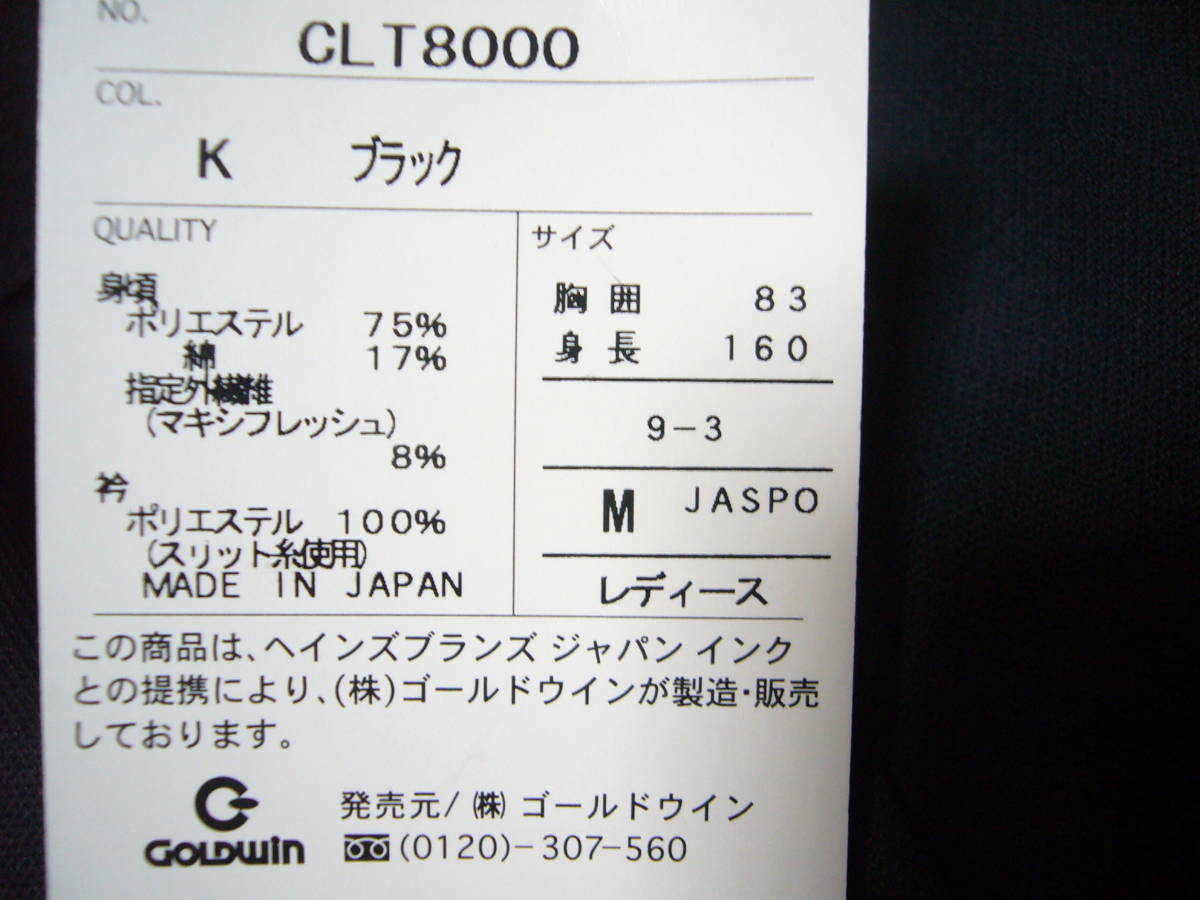 NO.
CLT8000
COL.
K ブラック
QUALITY
身頃
ポリエステル 75%
綿 17%
指定外繊維
(マキシフレッシュ)
8%
衿
ポリエステル 100%
(スリット糸使用)
MADE IN JAPAN
サイズ
胸囲 83
身長 160
9-3
M JASPO
レディース
この商品は、ヘインズブランズ ジャパン インク
との提携により、(株)ゴールドウインが製造・販売
しております。
GOLDWIN
発売元/ ㈱ ゴールドウイン
(0120)-307-560